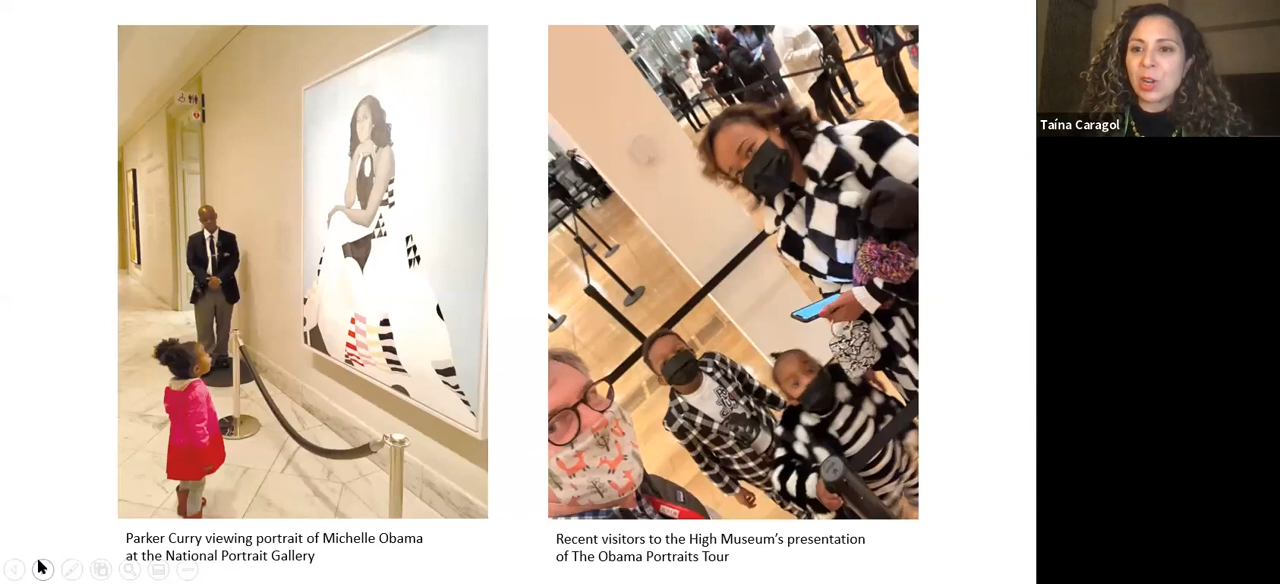 Taína Caragol
Parker Curry viewing portrait of Michelle Obama
at the National Portrait Gallery
Recent visitors to the High Museum’s presentation
of The Obama Portraits Tour